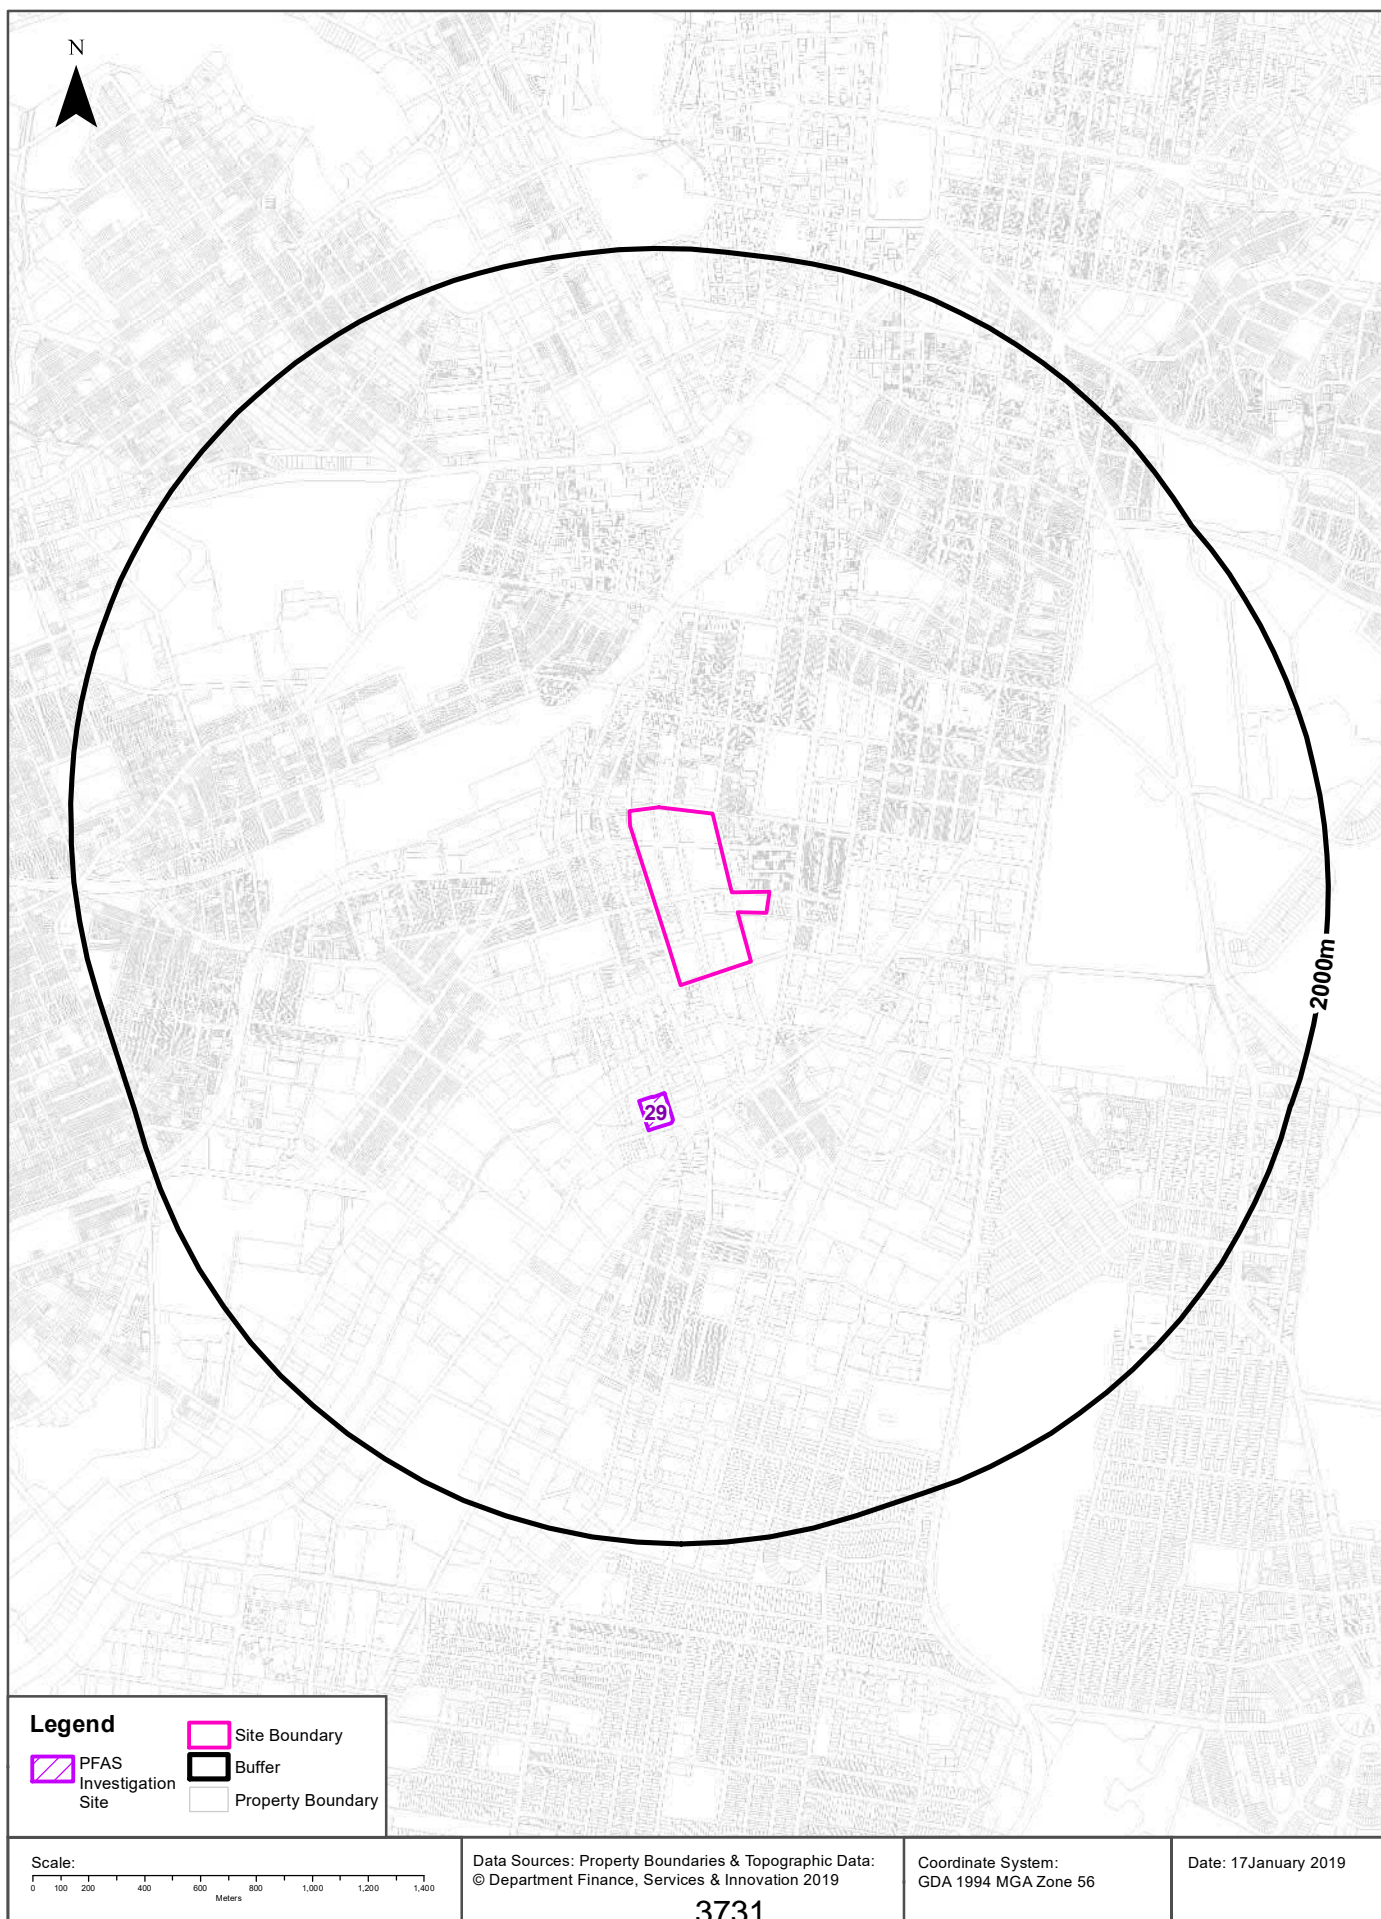 N
2000m
29
Legend
PFAS
Investigation
Site
Site Boundary
Buffer
Property Boundary
Scale:
0 100 200 400 600 800 1,000 1,200 1,400
Meters
Data Sources: Property Boundaries & Topographic Data:
© Department Finance, Services & Innovation 2019
3731
Coordinate System:
GDA 1994 MGA Zone 56
Date: 17January 2019